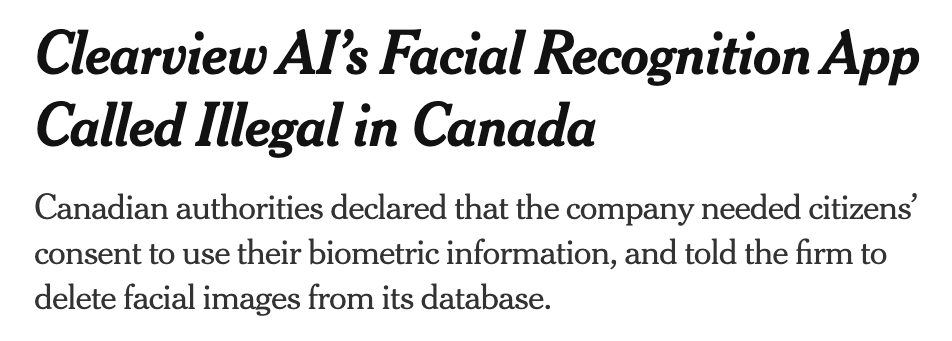 Clearview AI’s Facial Recognition App
Called Illegal in Canada
Canadian authorities declared that the company needed citizens’
consent to use their biometric information, and told the firm to
delete facial images from its database.